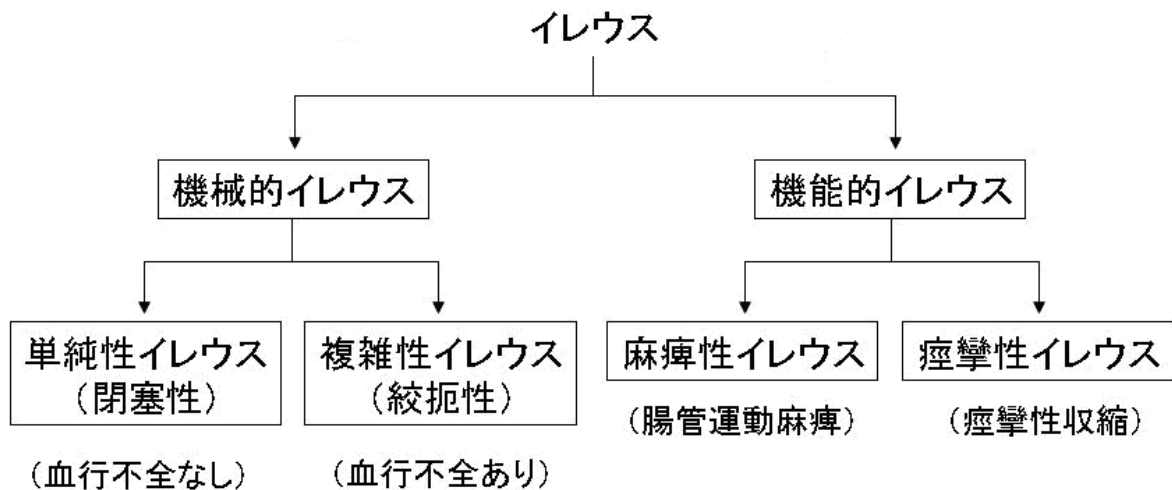 イレウス
機械的イレウス
機能的イレウス
単純性イレウス
(閉塞性)
複雑性イレウス
(絞扼性)
麻痺性イレウス
痙攣性イレウス
(腸管運動麻痺)
(痙攣性収縮)
(血行不全なし)
(血行不全あり)